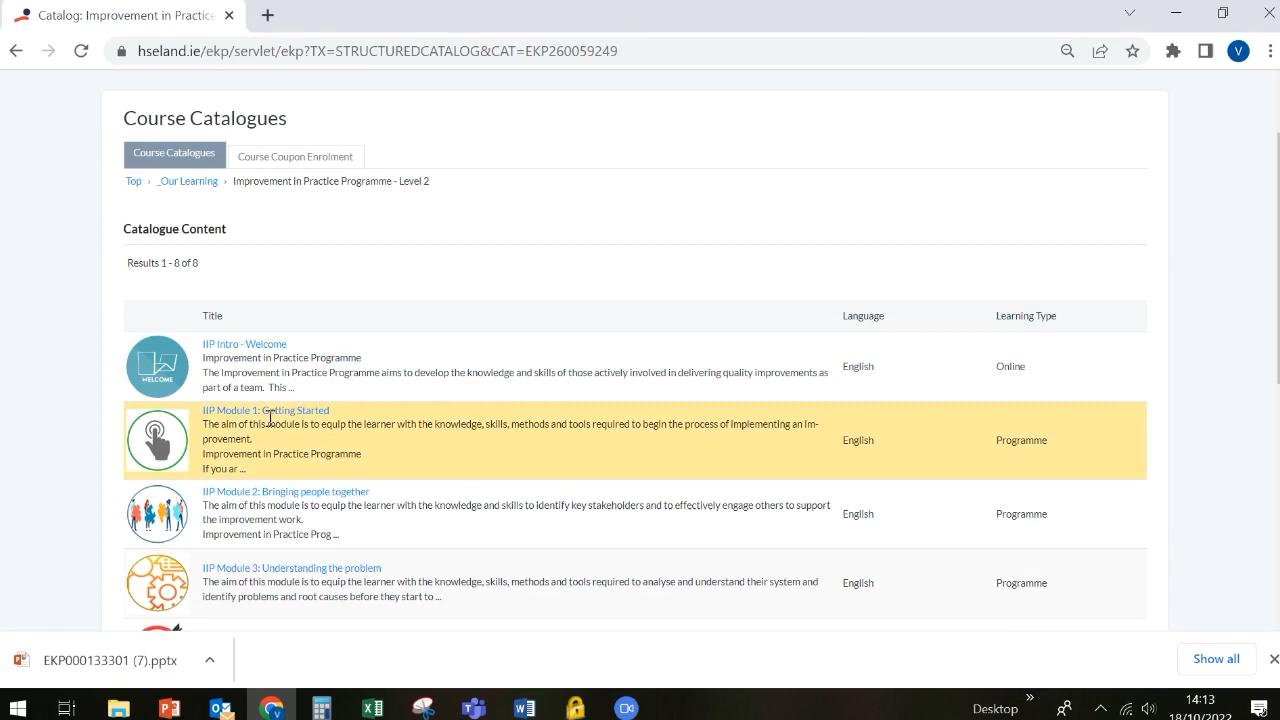 Catalog: Improvement in Practice
hseland.ie/ekp/servlet/ekp?TX=STRUCTUREDCATALOG&CAT=EKP260059249
V
Course Catalogues
Course Catalogues
Course Coupon Enrolment
Top › _Our Learning › Improvement in Practice Programme - Level 2
Catalogue Content
Results 1 - 8 of 8
Title Language Learning Type
WELCOME
IIP Intro - Welcome
Improvement in Practice Programme
The Improvement in Practice Programme aims to develop the knowledge and skills of those actively involved in delivering quality improvements as
part of a team. This ...
English
Online
IIP Module 1: Getting Started
The aim of this module is to equip the learner with the knowledge, skills, methods and tools required to begin the process of implementing an im-
provement.
Improvement in Practice Programme
If you ar ...
English
Programme
IIP Module 2: Bringing people together
The aim of this module is to equip the learner with the knowledge and skills to identify key stakeholders and to effectively engage others to support
the improvement work.
Improvement in Practice Prog ...
English
Programme
IIP Module 3: Understanding the problem
The aim of this module is to equip the learner with the knowledge, skills, methods and tools required to analyse and understand their system and
identify problems and root causes before they start to ...
English
Programme
EKP000133301 (7).pptx
Show all
Desktop
14:13
18/10/2022